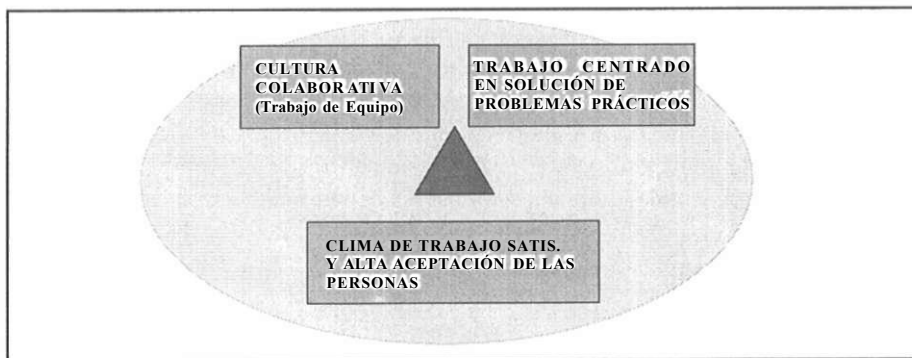 CULTURA
COLABORATIVA
(Trabajo de Equipo)
TRABAJO CENTRADO
EN SOLUCIÓN DE
PROBLEMAS PRÁCTICOS
CLIMA DE TRABAJO SATIS.
Y ALTA ACEPTACIÓN DE LAS
PERSONAS